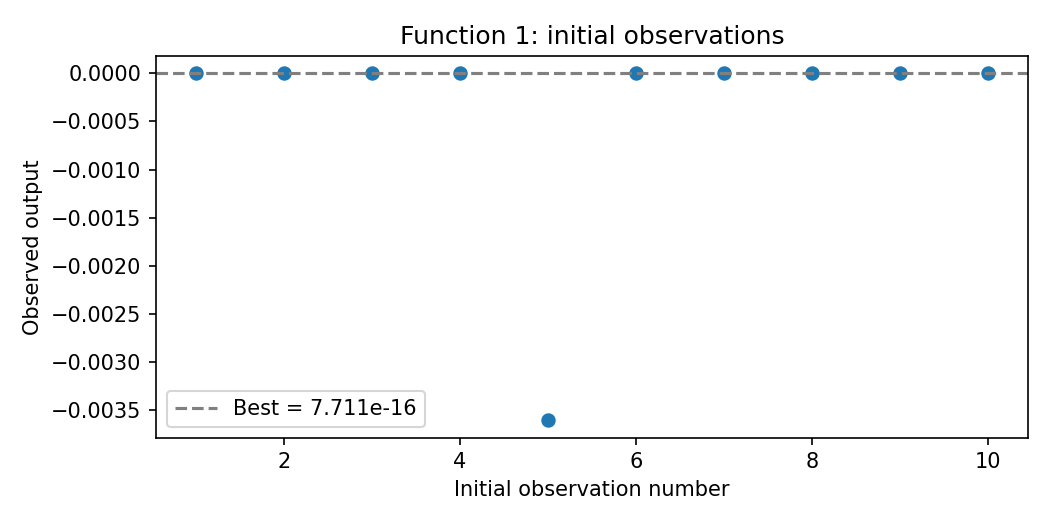 Function 1: initial observations
Observed output
0.0000
−0.0005
−0.0010
−0.0015
−0.0020
−0.0025
−0.0030
−0.0035
Best = 7.711e-16
2 4 6 8 10
Initial observation number